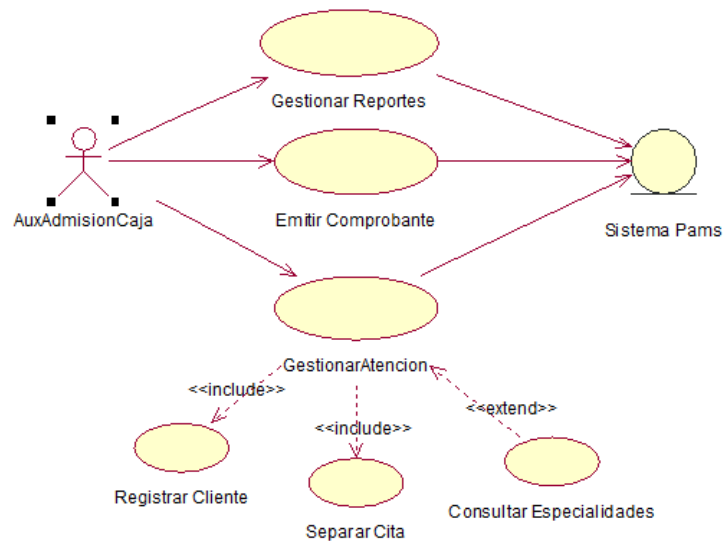 Gestionar Reportes
AuxAdmisionCaja
Emitir Comprobante
Sistema Pams
GestionarAtencion
<<include>>
<<include>>
<<extend>>
Registrar Cliente
Separar Cita
Consultar Especialidades